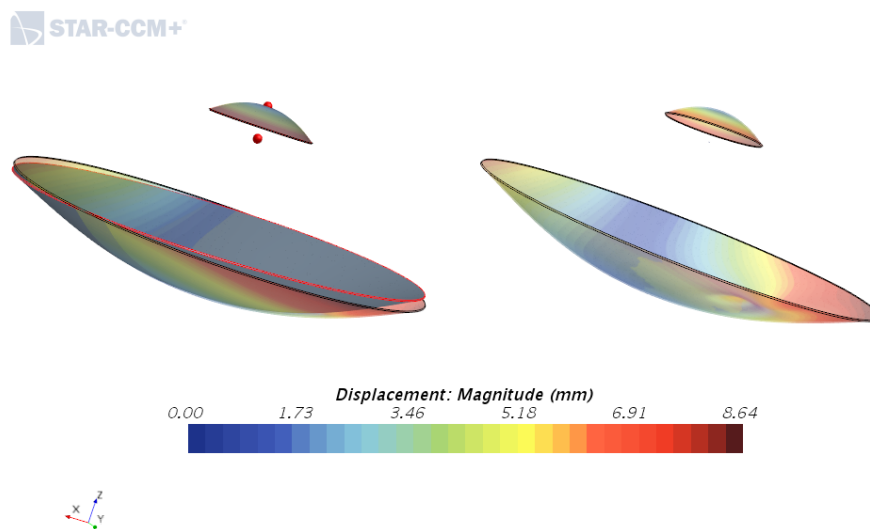 STAR-CCM+
Displacement: Magnitude (mm)
0.00 1.73 3.46 5.18 6.91 8.64
Z
X
Y